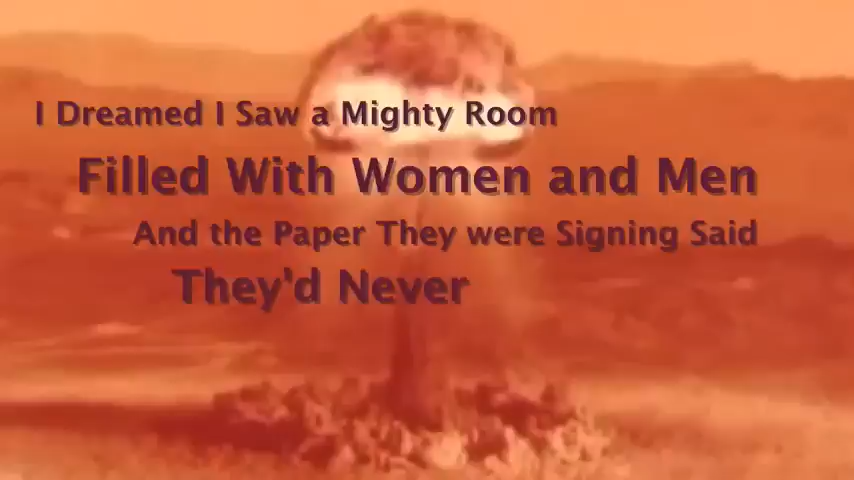 I Dreamed I Saw a Mighty Room
Filled With Women and Men
And the Paper They were Signing Said
They'd Never